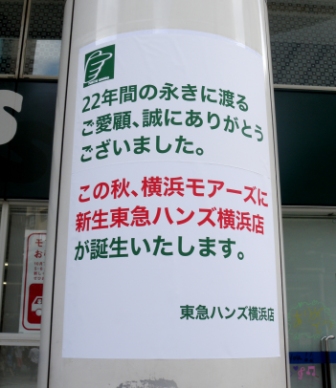 22年間の永きに渡る
ご愛顧、誠にありがとう
ございました。
この秋、横浜モアーズに
新生東急ハンズ横浜店
が誕生いたします。
東急ハンズ横浜店